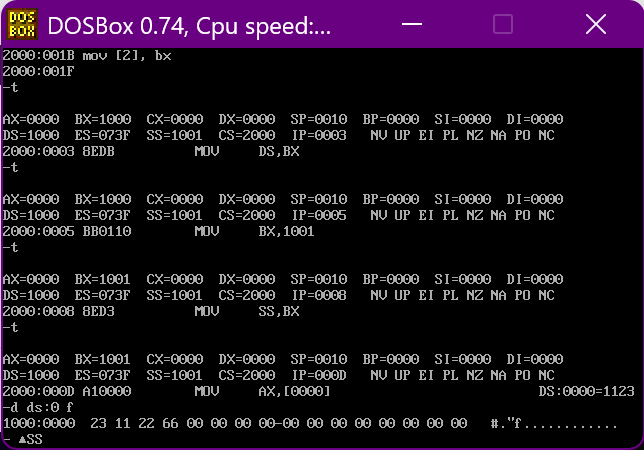 DOS
BOX
DOSBox 0.74, Cpu speed:...
2000:001B mov [2], bx
2000:001F
-t
AX=0000 BX=1000 CX=0000 DX=0000 SP=0010 BP=0000 SI=0000 DI=0000
DS=1000 ES=073F SS=1001 CS=2000 IP=0003 NV UP EI PL NZ NA PO NC
2000:0003 8EDB MOV DS,BX
-t
AX=0000 BX=1000 CX=0000 DX=0000 SP=0010 BP=0000 SI=0000 DI=0000
DS=1000 ES=073F SS=1001 CS=2000 IP=0005 NV UP EI PL NZ NA PO NC
2000:0005 BB0110 MOV BX,1001
-t
AX=0000 BX=1001 CX=0000 DX=0000 SP=0010 BP=0000 SI=0000 DI=0000
DS=1000 ES=073F SS=1001 CS=2000 IP=0008 NV UP EI PL NZ NA PO NC
2000:0008 8ED3 MOV SS,BX
-t
AX=0000 BX=1001 CX=0000 DX=0000 SP=0010 BP=0000 SI=0000 DI=0000
DS=1000 ES=073F SS=1001 CS=2000 IP=000D NV UP EI PL NZ NA PO NC
2000:000D A10000 MOV AX,[0000] DS:0000=1123
-d ds:0 f
1000:0000 23 11 22 66 00 00 00 00-00 00 00 00 00 00 00 00 #."f............
- ▲SS